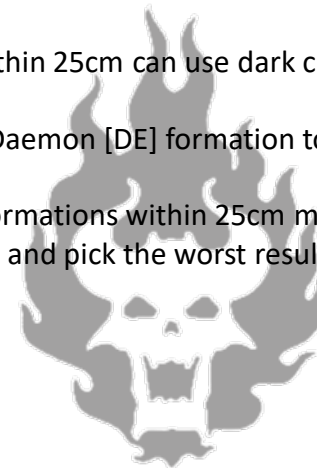 thin 25cm can use dark c
Daemon [DE] formation to
ormations within 25cm m
and pick the worst resul